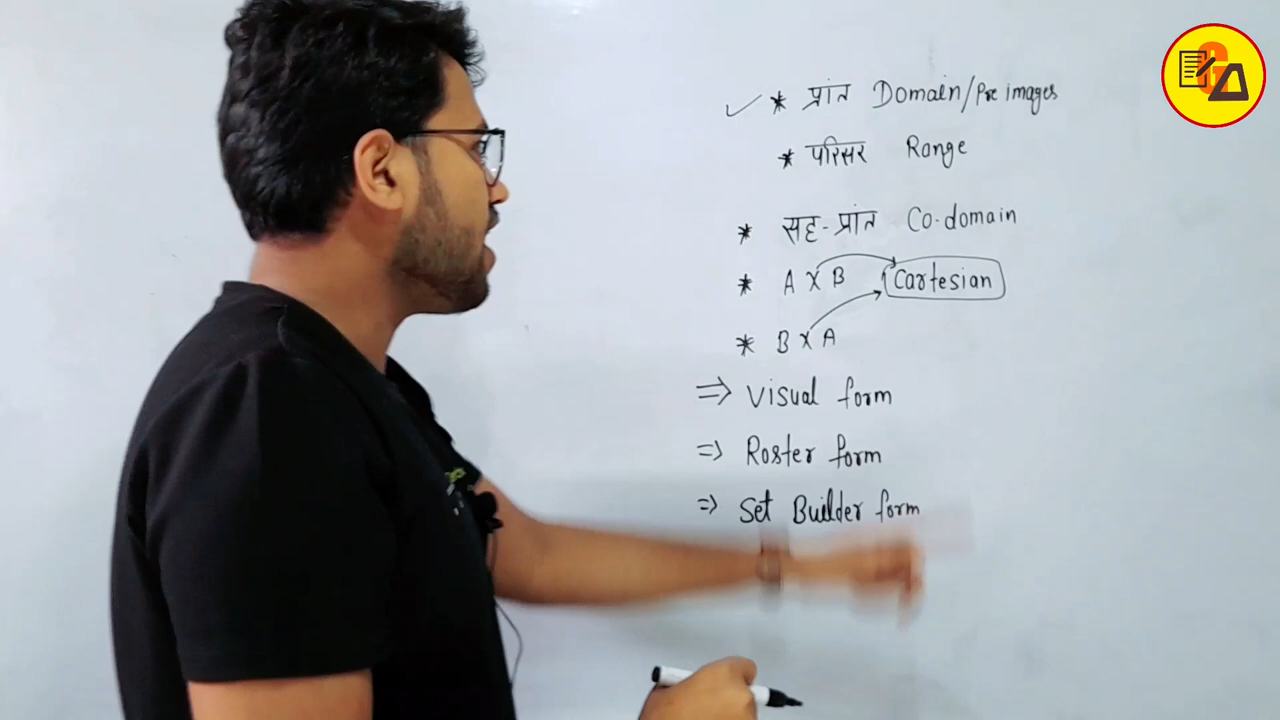 ✓ * प्रांत Domain/Pre images
* परिसर Range
* सह-प्रांत Co-domain
* A X B Cartesian
* B X A
⇒ Visual form
⇒ Roster form
⇒ Set Builder form